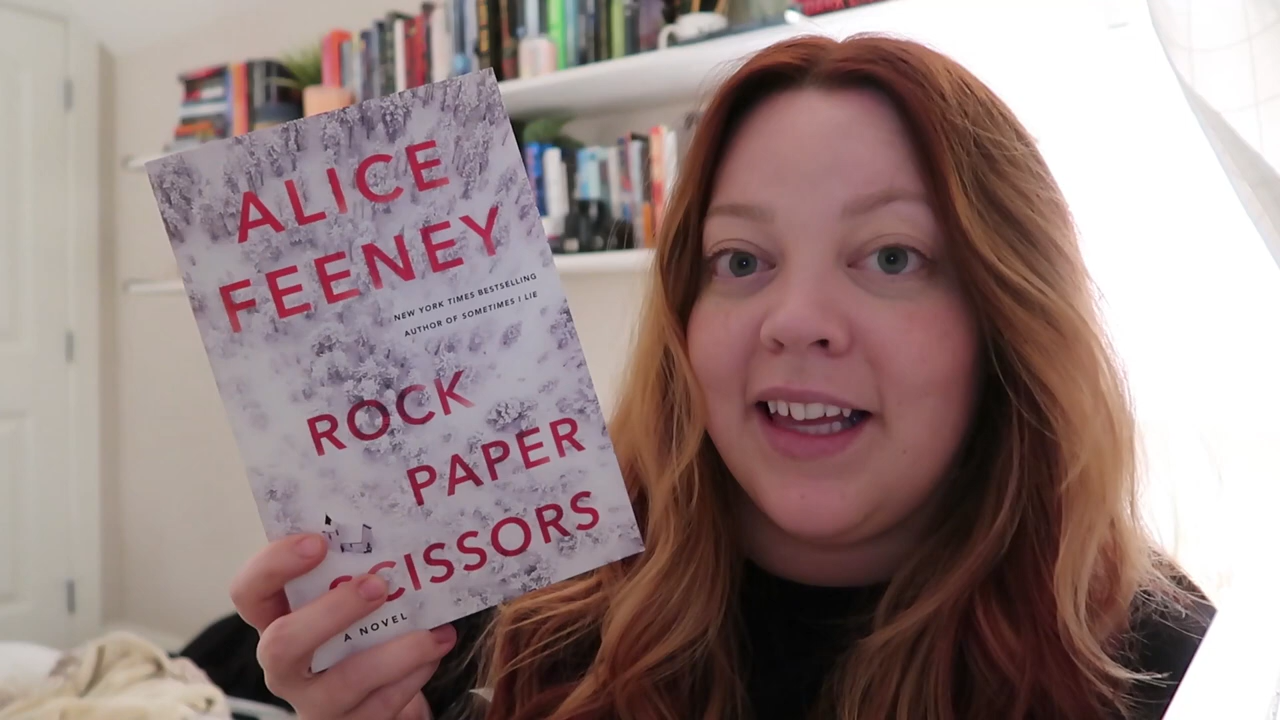 ALICE
FEENEY
NEW YORK TIMES BESTSELLING
AUTHOR OF SOMETIMES I LIE
ROCK
PAPER
SCISSORS
A NOVEL